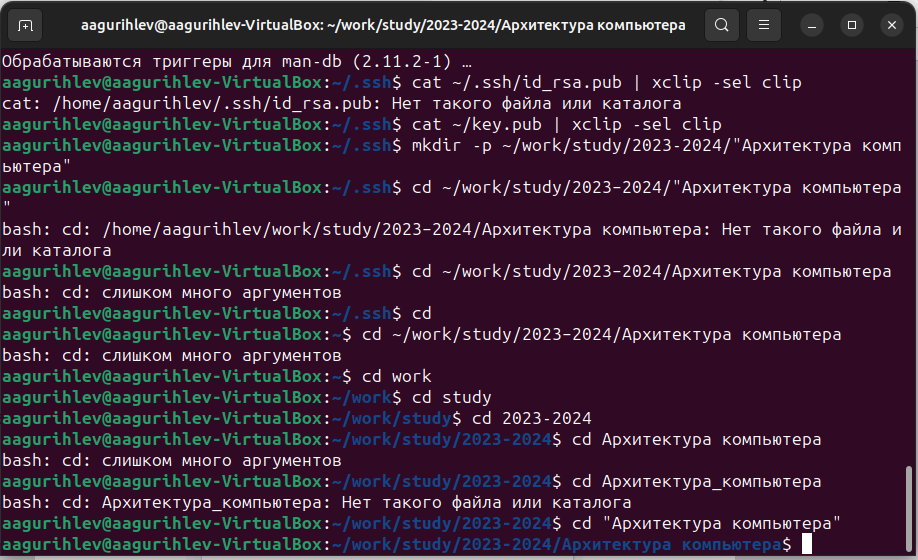 aagurihlev@aagurihlev-VirtualBox: ~/work/study/2023-2024/Архитектура компьютера
Обрабатываются триггеры для man-db (2.11.2-1) …
aagurihlev@aagurihlev-VirtualBox:~/.ssh$ cat ~/.ssh/id_rsa.pub | xclip -sel clip
cat: /home/aagurihlev/.ssh/id_rsa.pub: Нет такого файла или каталога
aagurihlev@aagurihlev-VirtualBox:~/.ssh$ cat ~/key.pub | xclip -sel clip
aagurihlev@aagurihlev-VirtualBox:~/.ssh$ mkdir -p ~/work/study/2023-2024/"Архитектура комп
ьютера"
aagurihlev@aagurihlev-VirtualBox:~/.ssh$ cd ~/work/study/2023–2024/"Архитектура компьютера
"
bash: cd: /home/aagurihlev/work/study/2023–2024/Архитектура компьютера: Нет такого файла и
ли каталога
aagurihlev@aagurihlev-VirtualBox:~/.ssh$ cd ~/work/study/2023–2024/Архитектура компьютера
bash: cd: слишком много аргументов
aagurihlev@aagurihlev-VirtualBox:~/.ssh$ cd
aagurihlev@aagurihlev-VirtualBox:~$ cd ~/work/study/2023–2024/Архитектура компьютера
bash: cd: слишком много аргументов
aagurihlev@aagurihlev-VirtualBox:~$ cd work
aagurihlev@aagurihlev-VirtualBox:~/work$ cd study
aagurihlev@aagurihlev-VirtualBox:~/work/study$ cd 2023-2024
aagurihlev@aagurihlev-VirtualBox:~/work/study/2023-2024$ cd Архитектура компьютера
bash: cd: слишком много аргументов
aagurihlev@aagurihlev-VirtualBox:~/work/study/2023-2024$ cd Архитектура_компьютера
bash: cd: Архитектура_компьютера: Нет такого файла или каталога
aagurihlev@aagurihlev-VirtualBox:~/work/study/2023-2024$ cd "Архитектура компьютера"
aagurihlev@aagurihlev-VirtualBox:~/work/study/2023-2024/Архитектура компьютера$